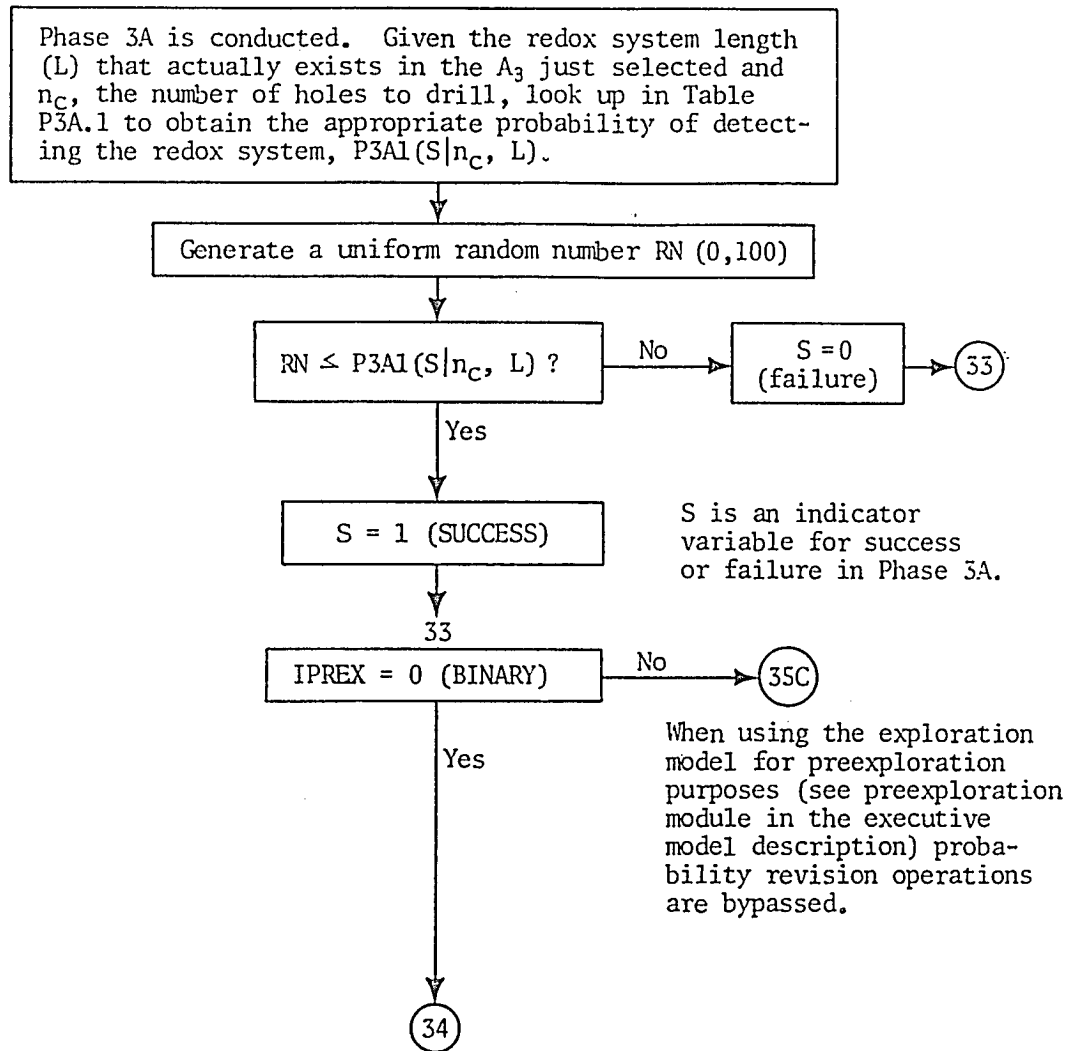 Phase 3A is conducted. Given the redox system length
(L) that actually exists in the A₃ just selected and
n_C, the number of holes to drill, look up in Table
P3A.1 to obtain the appropriate probability of detect-
ing the redox system, P3A1(S|n_C, L).
Generate a uniform random number RN (0,100)
RN ≤ P3A1(S|n_C, L) ?
No
S = 0
(failure)
33
Yes
S = 1 (SUCCESS)
S is an indicator
variable for success
or failure in Phase 3A.
33
IPREX = 0 (BINARY)
No
35C
When using the exploration
model for preexploration
purposes (see preexploration
module in the executive
model description) proba-
bility revision operations
are bypassed.
Yes
34